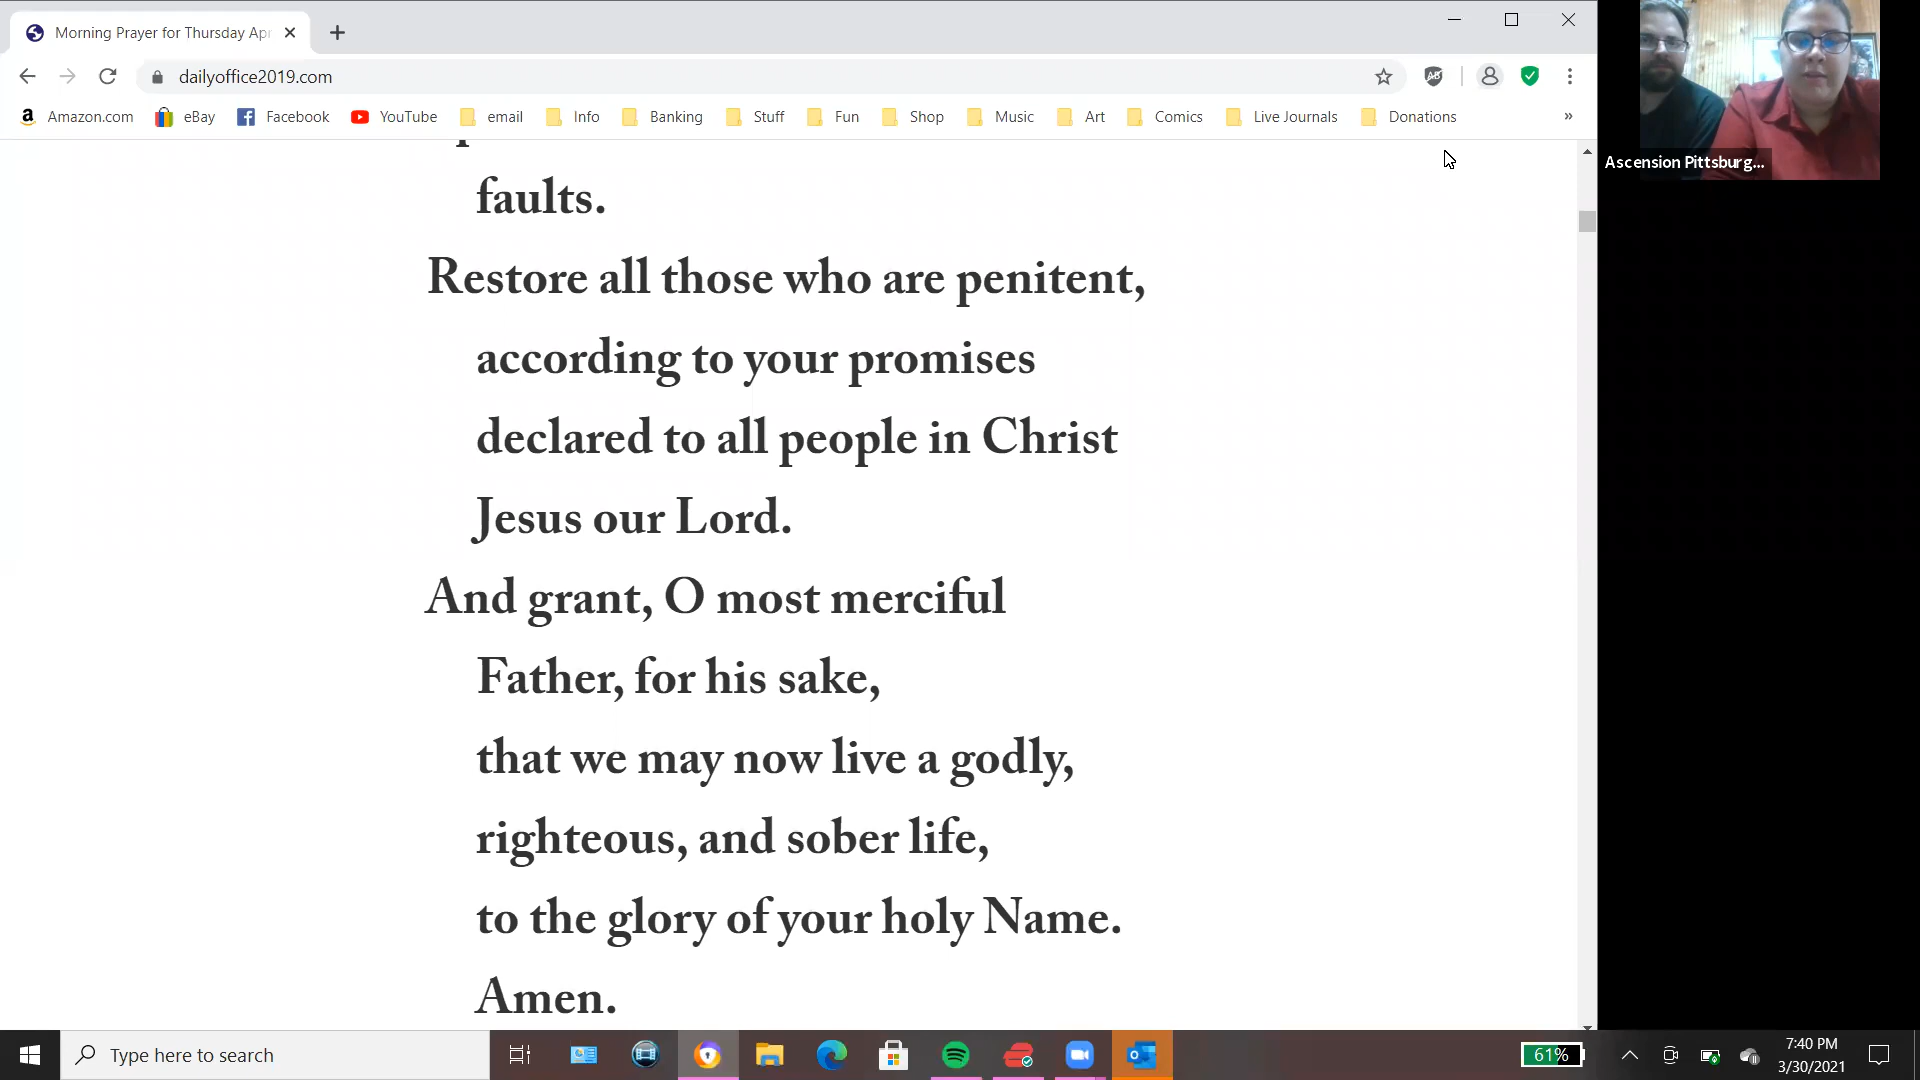 Morning Prayer for Thursday Apr
dailyoffice2019.com
Amazon.com eBay Facebook YouTube email Info Banking Stuff Fun Shop Music Art Comics Live Journals Donations »
faults.
Restore all those who are penitent,
according to your promises
declared to all people in Christ
Jesus our Lord.
And grant, O most merciful
Father, for his sake,
that we may now live a godly,
righteous, and sober life,
to the glory of your holy Name.
Amen.
Ascension Pittsburg...
Type here to search
61%
7:40 PM
3/30/2021